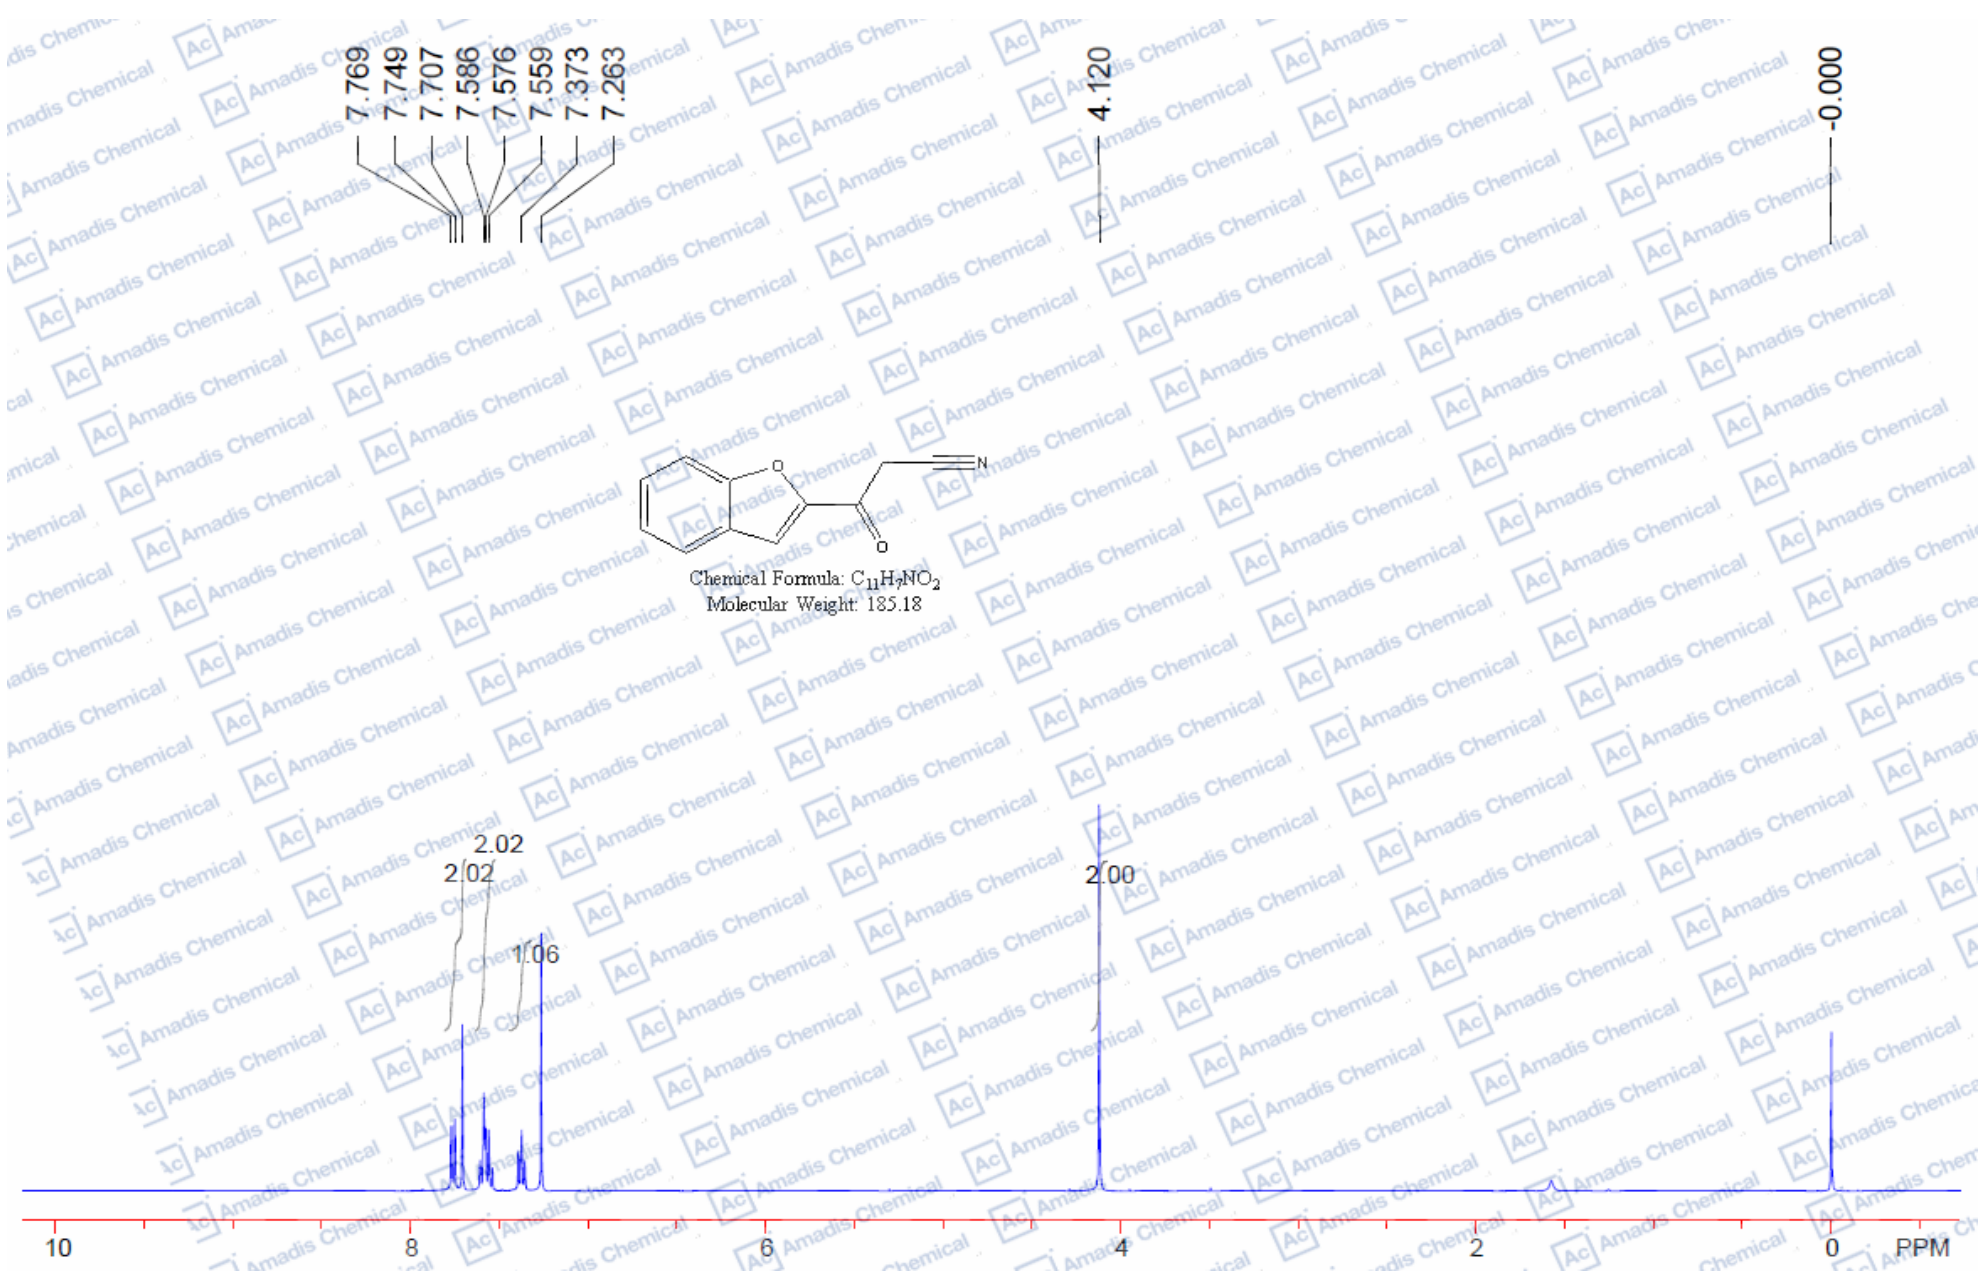 7.769
7.749
7.707
7.586
7.576
7.559
7.373
7.263
4.120
-0.000
O
N
O
Chemical Formula: C₁₁H₇NO₂
Molecular Weight: 185.18
2.02
2.02
1.06
2.00
10 8 6 4 2 0 PPM
Ac Amadis Chemical